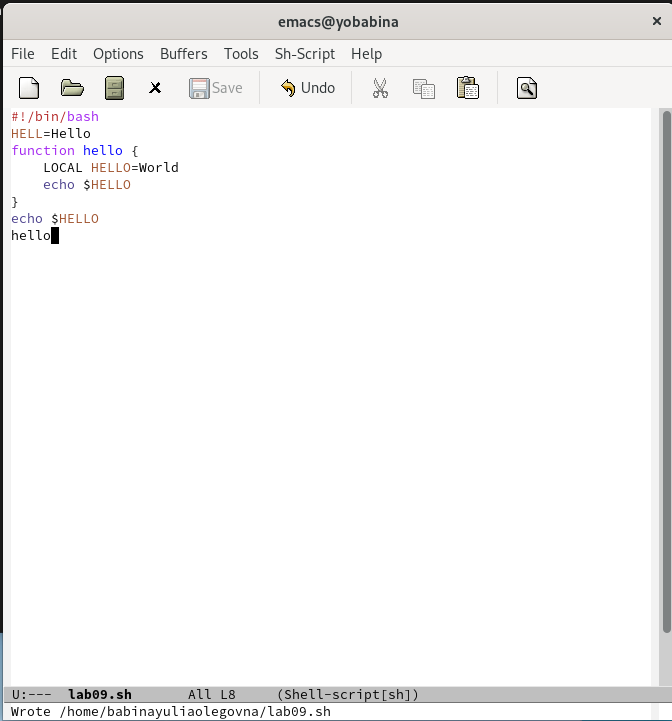 emacs@yobabina
File Edit Options Buffers Tools Sh-Script Help
Save Undo
#!/bin/bash
HELL=Hello
function hello {
    LOCAL HELLO=World
    echo $HELLO
}
echo $HELLO
hello
U:--- lab09.sh All L8 (Shell-script[sh])
Wrote /home/babinayuliaolegovna/lab09.sh